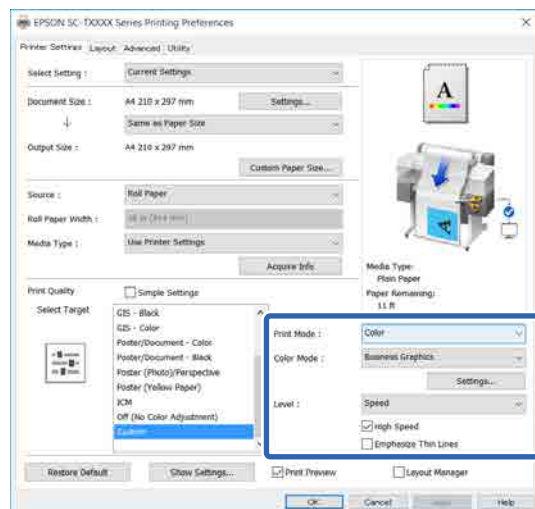 EPSON SC-TXXXX Series Printing Preferences
Printer Settings Layout Advanced Utility
Select Setting : Current Settings
Document Size : A4 210 x 297 mm Settings...
Same as Paper Size
Output Size : A4 210 x 297 mm
Custom Paper Size...
Source : Roll Paper
Roll Paper Width :
Media Type : Use Printer Settings
Acquire Info
A
Media Type:
Plain Paper
Paper Remaining:
11 ft
Print Quality Simple Settings
Select Target
GIS - Black
GIS - Color
Poster/Document - Color
Poster/Document - Black
Poster (Photo)/Perspective
Poster (Yellow Paper)
ICM
Off (No Color Adjustment)
Custom
Print Mode : Color
Color Mode : Business Graphics
Settings...
Level : Speed
High Speed
Emphasize Thin Lines
Restore Default Show Settings... Print Preview Layout Manager
OK Cancel Apply Help